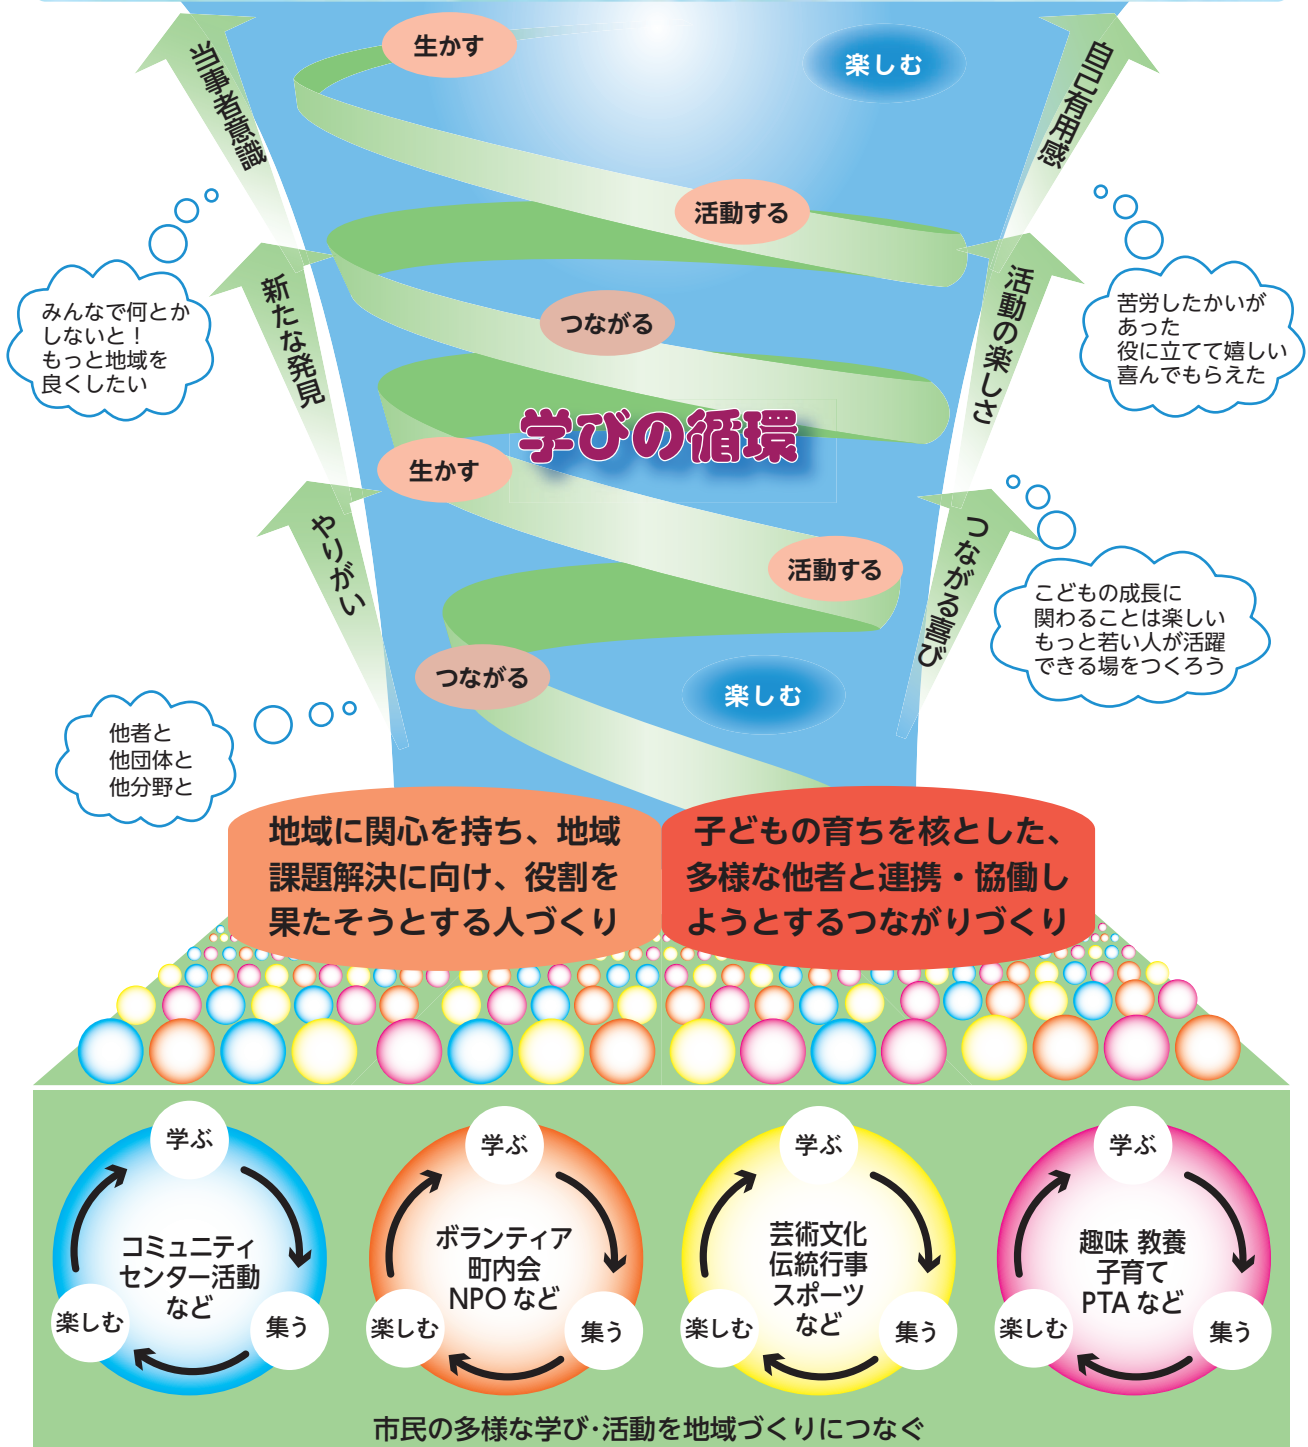 生かす
楽しむ
当事者意識
自己有用感
活動する
みんなで何とか
しないと！
もっと地域を
良くしたい
新たな発見
つながる
活動の楽しさ
苦労したかいが
あった
役に立てて嬉しい
喜んでもらえた
学びの循環
生かす
やりがい
活動する
つながる喜び
こどもの成長に
関わることは楽しい
もっと若い人が活躍
できる場をつくろう
つながる
楽しむ
他者と
他団体と
他分野と
地域に関心を持ち、地域
課題解決に向け、役割を
果たそうとする人づくり
子どもの育ちを核とした、
多様な他者と連携・協働し
ようとするつながりづくり
学ぶ
コミュニティ
センター活動
など
楽しむ
集う
学ぶ
ボランティア
町内会
NPO など
楽しむ
集う
学ぶ
芸術文化
伝統行事
スポーツ
など
楽しむ
集う
学ぶ
趣味 教養
子育て
PTA など
楽しむ
集う
市民の多様な学び・活動を地域づくりにつなぐ